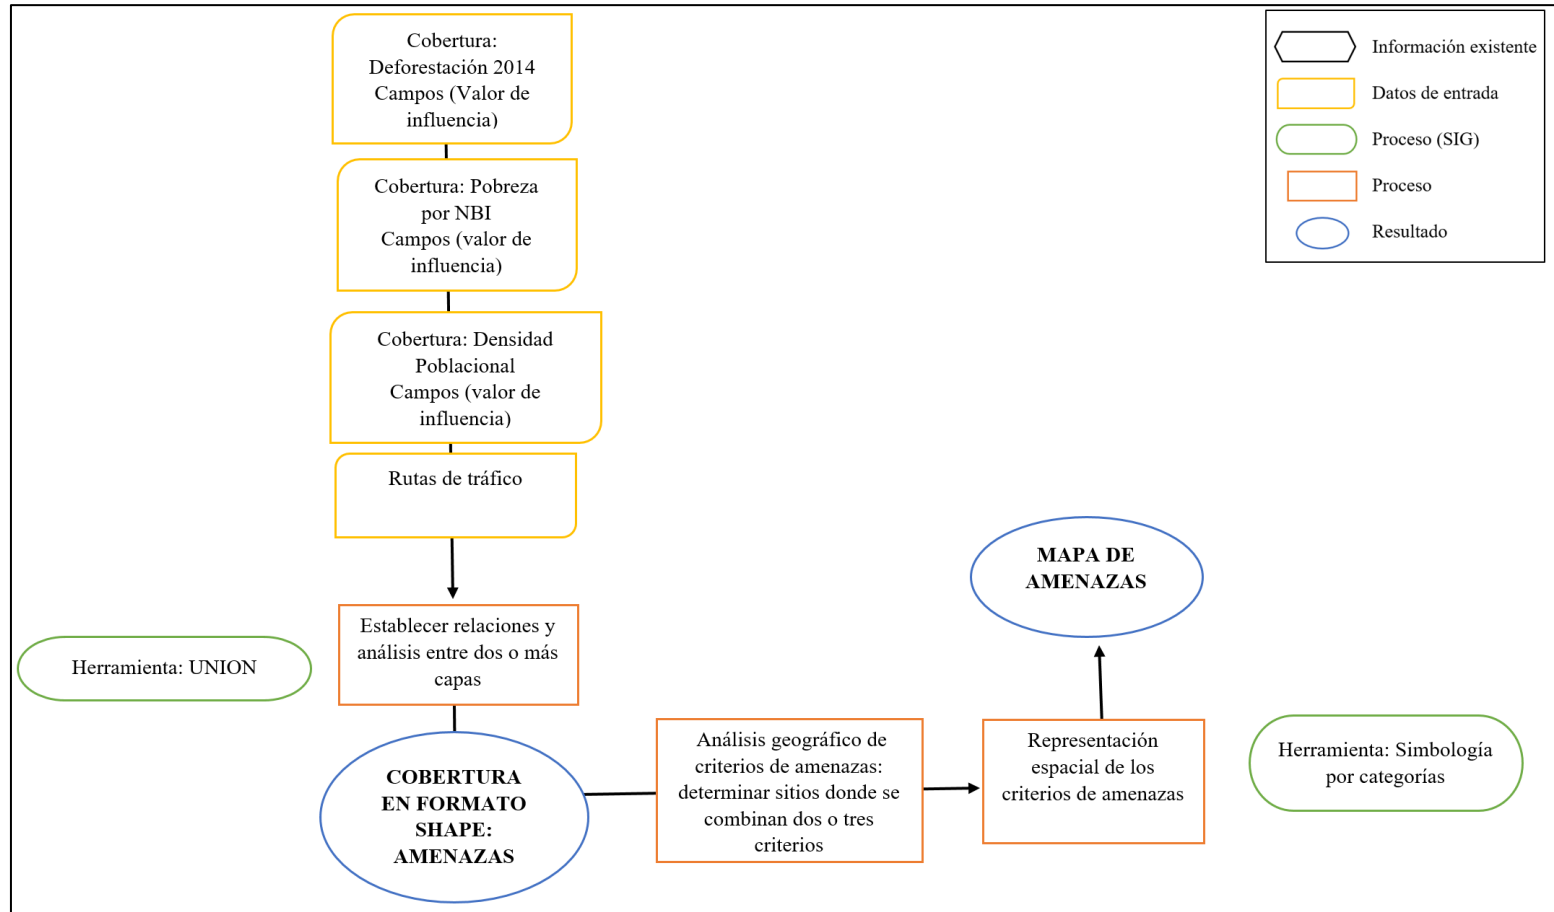 Cobertura:
Deforestación 2014
Campos (Valor de
influencia)
Cobertura: Pobreza
por NBI
Campos (valor de
influencia)
Cobertura: Densidad
Poblacional
Campos (valor de
influencia)
Rutas de tráfico
Establecer relaciones y
análisis entre dos o más
capas
Herramienta: UNION
COBERTURA
EN FORMATO
SHAPE:
AMENAZAS
Análisis geográfico de
criterios de amenazas:
determinar sitios donde se
combinan dos o tres
criterios
Representación
espacial de los
criterios de amenazas
Herramienta: Simbología
por categorías
MAPA DE
AMENAZAS
Información existente
Datos de entrada
Proceso (SIG)
Proceso
Resultado